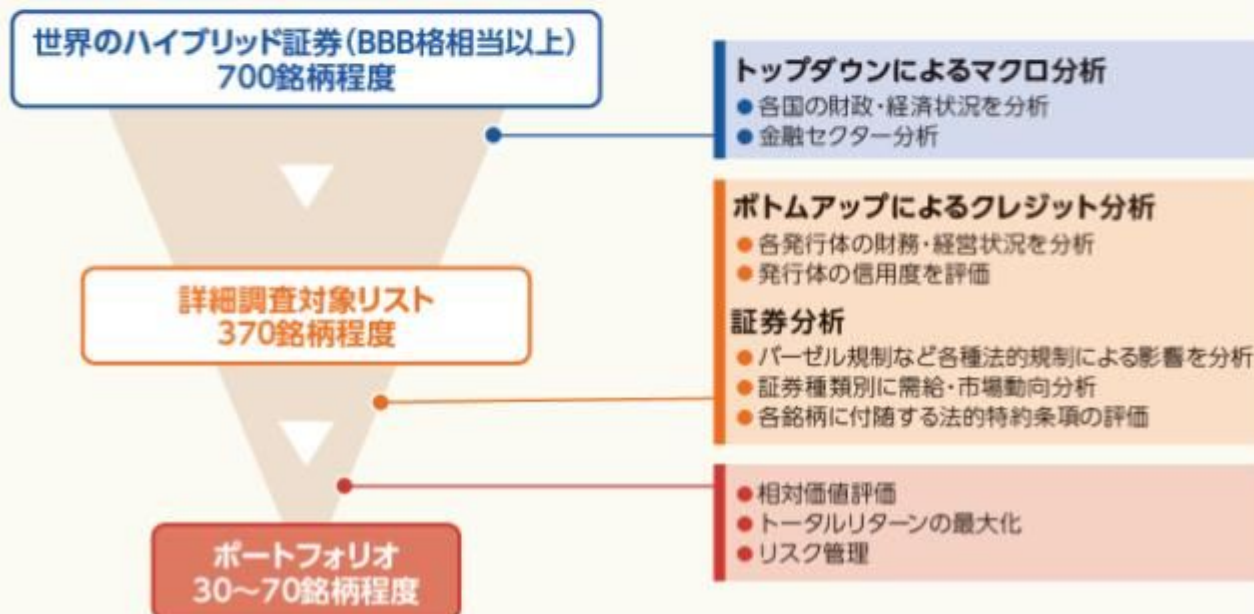 世界のハイブリッド証券(BBB格相当以上)
700銘柄程度
トップダウンによるマクロ分析
●各国の財政・経済状況を分析
●金融セクター分析
ボトムアップによるクレジット分析
●各発行体の財務・経営状況を分析
●発行体の信用度を評価
詳細調査対象リスト
370銘柄程度
証券分析
●バーゼル規制など各種法的規制による影響を分析
●証券種類別に需給・市場動向分析
●各銘柄に付随する法的特約条項の評価
●相対価値評価
●トータルリターンの最大化
●リスク管理
ポートフォリオ
30〜70銘柄程度